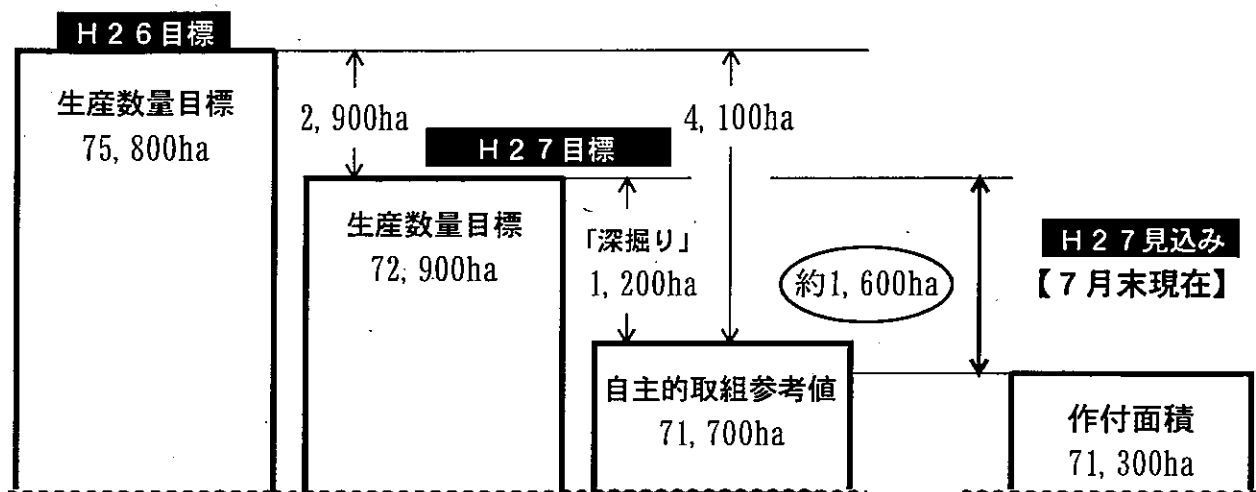 H26目標
生産数量目標
75,800ha
2,900ha
4,100ha
H27目標
生産数量目標
72,900ha
「深掘り」
1,200ha
約1,600ha
H27見込み
【7月末現在】
自主的取組参考値
71,700ha
作付面積
71,300ha